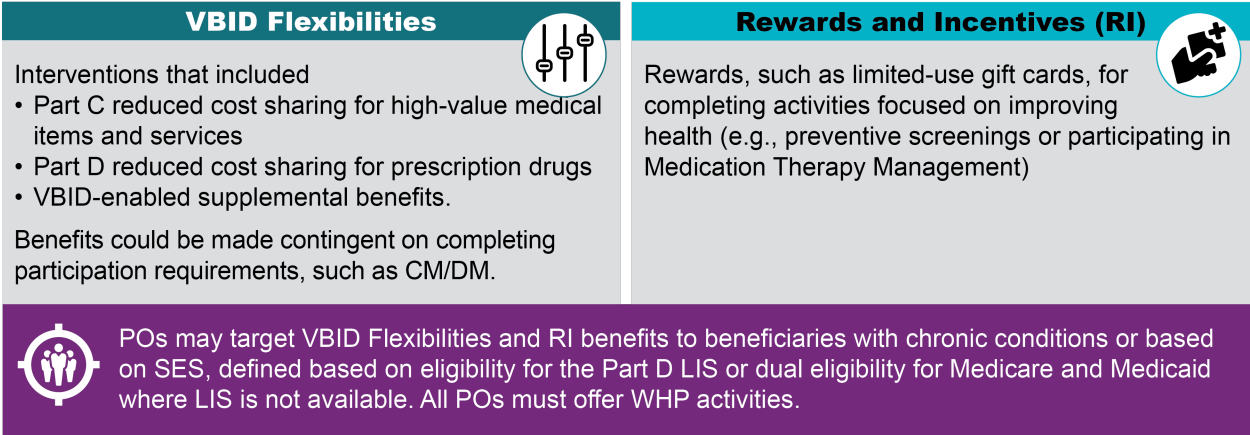 VBID Flexibilities
Interventions that included
• Part C reduced cost sharing for high-value medical
items and services
• Part D reduced cost sharing for prescription drugs
• VBID-enabled supplemental benefits.
Benefits could be made contingent on completing
participation requirements, such as CM/DM.
Rewards and Incentives (RI)
Rewards, such as limited-use gift cards, for
completing activities focused on improving
health (e.g., preventive screenings or participating in
Medication Therapy Management)
POs may target VBID Flexibilities and RI benefits to beneficiaries with chronic conditions or based
on SES, defined based on eligibility for the Part D LIS or dual eligibility for Medicare and Medicaid
where LIS is not available. All POs must offer WHP activities.